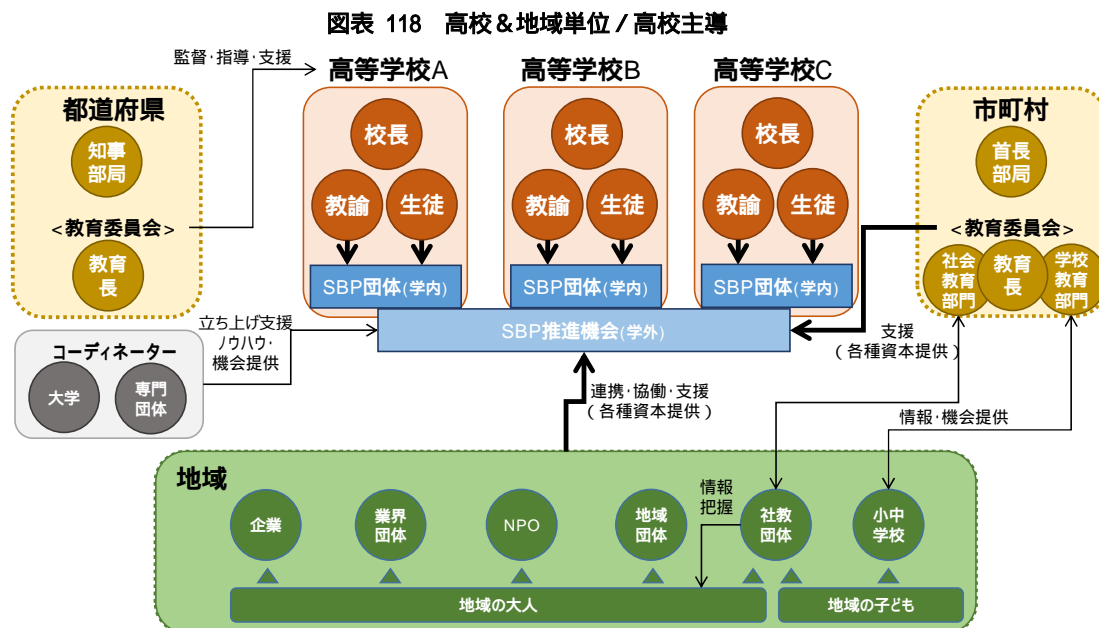 図表 118　高校＆地域単位 / 高校主導
監督･指導･支援
高等学校A
高等学校B
高等学校C
都道府県
知事
部局
<教育委員会>
教育
長
校長
教諭
生徒
SBP団体(学内)
校長
教諭
生徒
SBP団体(学内)
校長
教諭
生徒
SBP団体(学内)
市町村
首長
部局
<教育委員会>
社会
教育
部門
教育
長
学校
教育
部門
SBP推進機会(学外)
立ち上げ支援
ノウハウ･
機会提供
コーディネーター
大学
専門
団体
支援
(各種資本提供)
連携･協働･支援
(各種資本提供)
情報･機会提供
地域
企業
業界
団体
NPO
地域
団体
情報
把握
社教
団体
小中
学校
地域の大人
地域の子ども